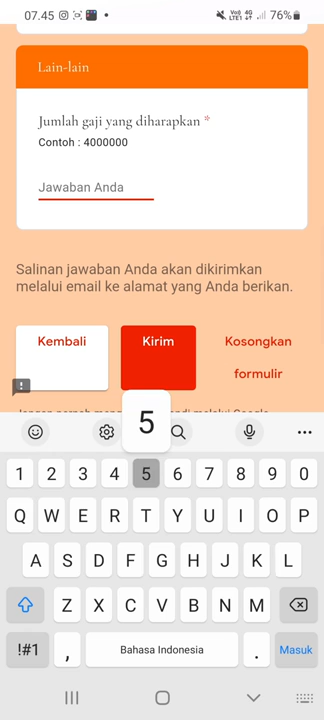 07.45
Vo))
4G
LTE1
76%
Lain-lain
Jumlah gaji yang diharapkan *
Contoh : 4000000
Jawaban Anda
Salinan jawaban Anda akan dikirimkan
melalui email ke alamat yang Anda berikan.
Kembali
Kirim
Kosongkan
formulir
5
1 2 3 4 5 6 7 8 9 0
Q W E R T Y U I O P
A S D F G H J K L
Z X C V B N M
!#1 , Bahasa Indonesia . Masuk